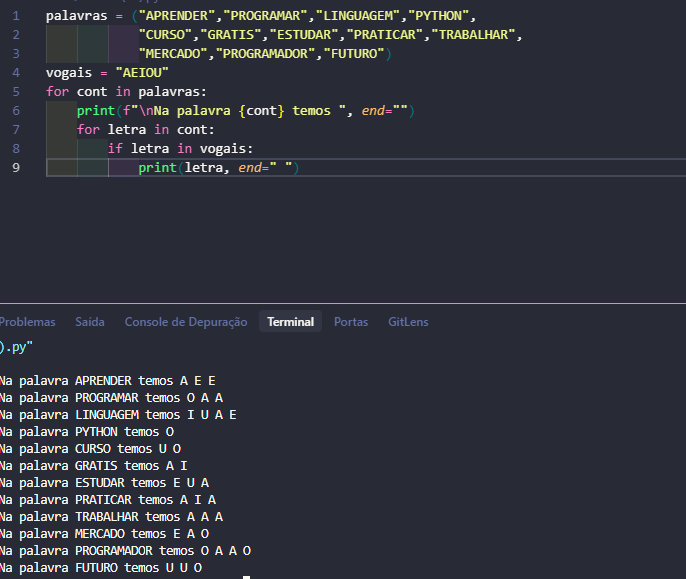 1 palavras = ("APRENDER","PROGRAMAR","LINGUAGEM","PYTHON",
2 "CURSO","GRATIS","ESTUDAR","PRATICAR","TRABALHAR",
3 "MERCADO","PROGRAMADOR","FUTURO")
4 vogais = "AEIOU"
5 for cont in palavras:
6 print(f"\nNa palavra {cont} temos ", end="")
7 for letra in cont:
8 if letra in vogais:
9 print(letra, end=" ")
Problemas Saída Console de Depuração Terminal Portas GitLens
).py"
Na palavra APRENDER temos A E E
Na palavra PROGRAMAR temos O A A
Na palavra LINGUAGEM temos I U A E
Na palavra PYTHON temos O
Na palavra CURSO temos U O
Na palavra GRATIS temos A I
Na palavra ESTUDAR temos E U A
Na palavra PRATICAR temos A I A
Na palavra TRABALHAR temos A A A
Na palavra MERCADO temos E A O
Na palavra PROGRAMADOR temos O A A O
Na palavra FUTURO temos U U O